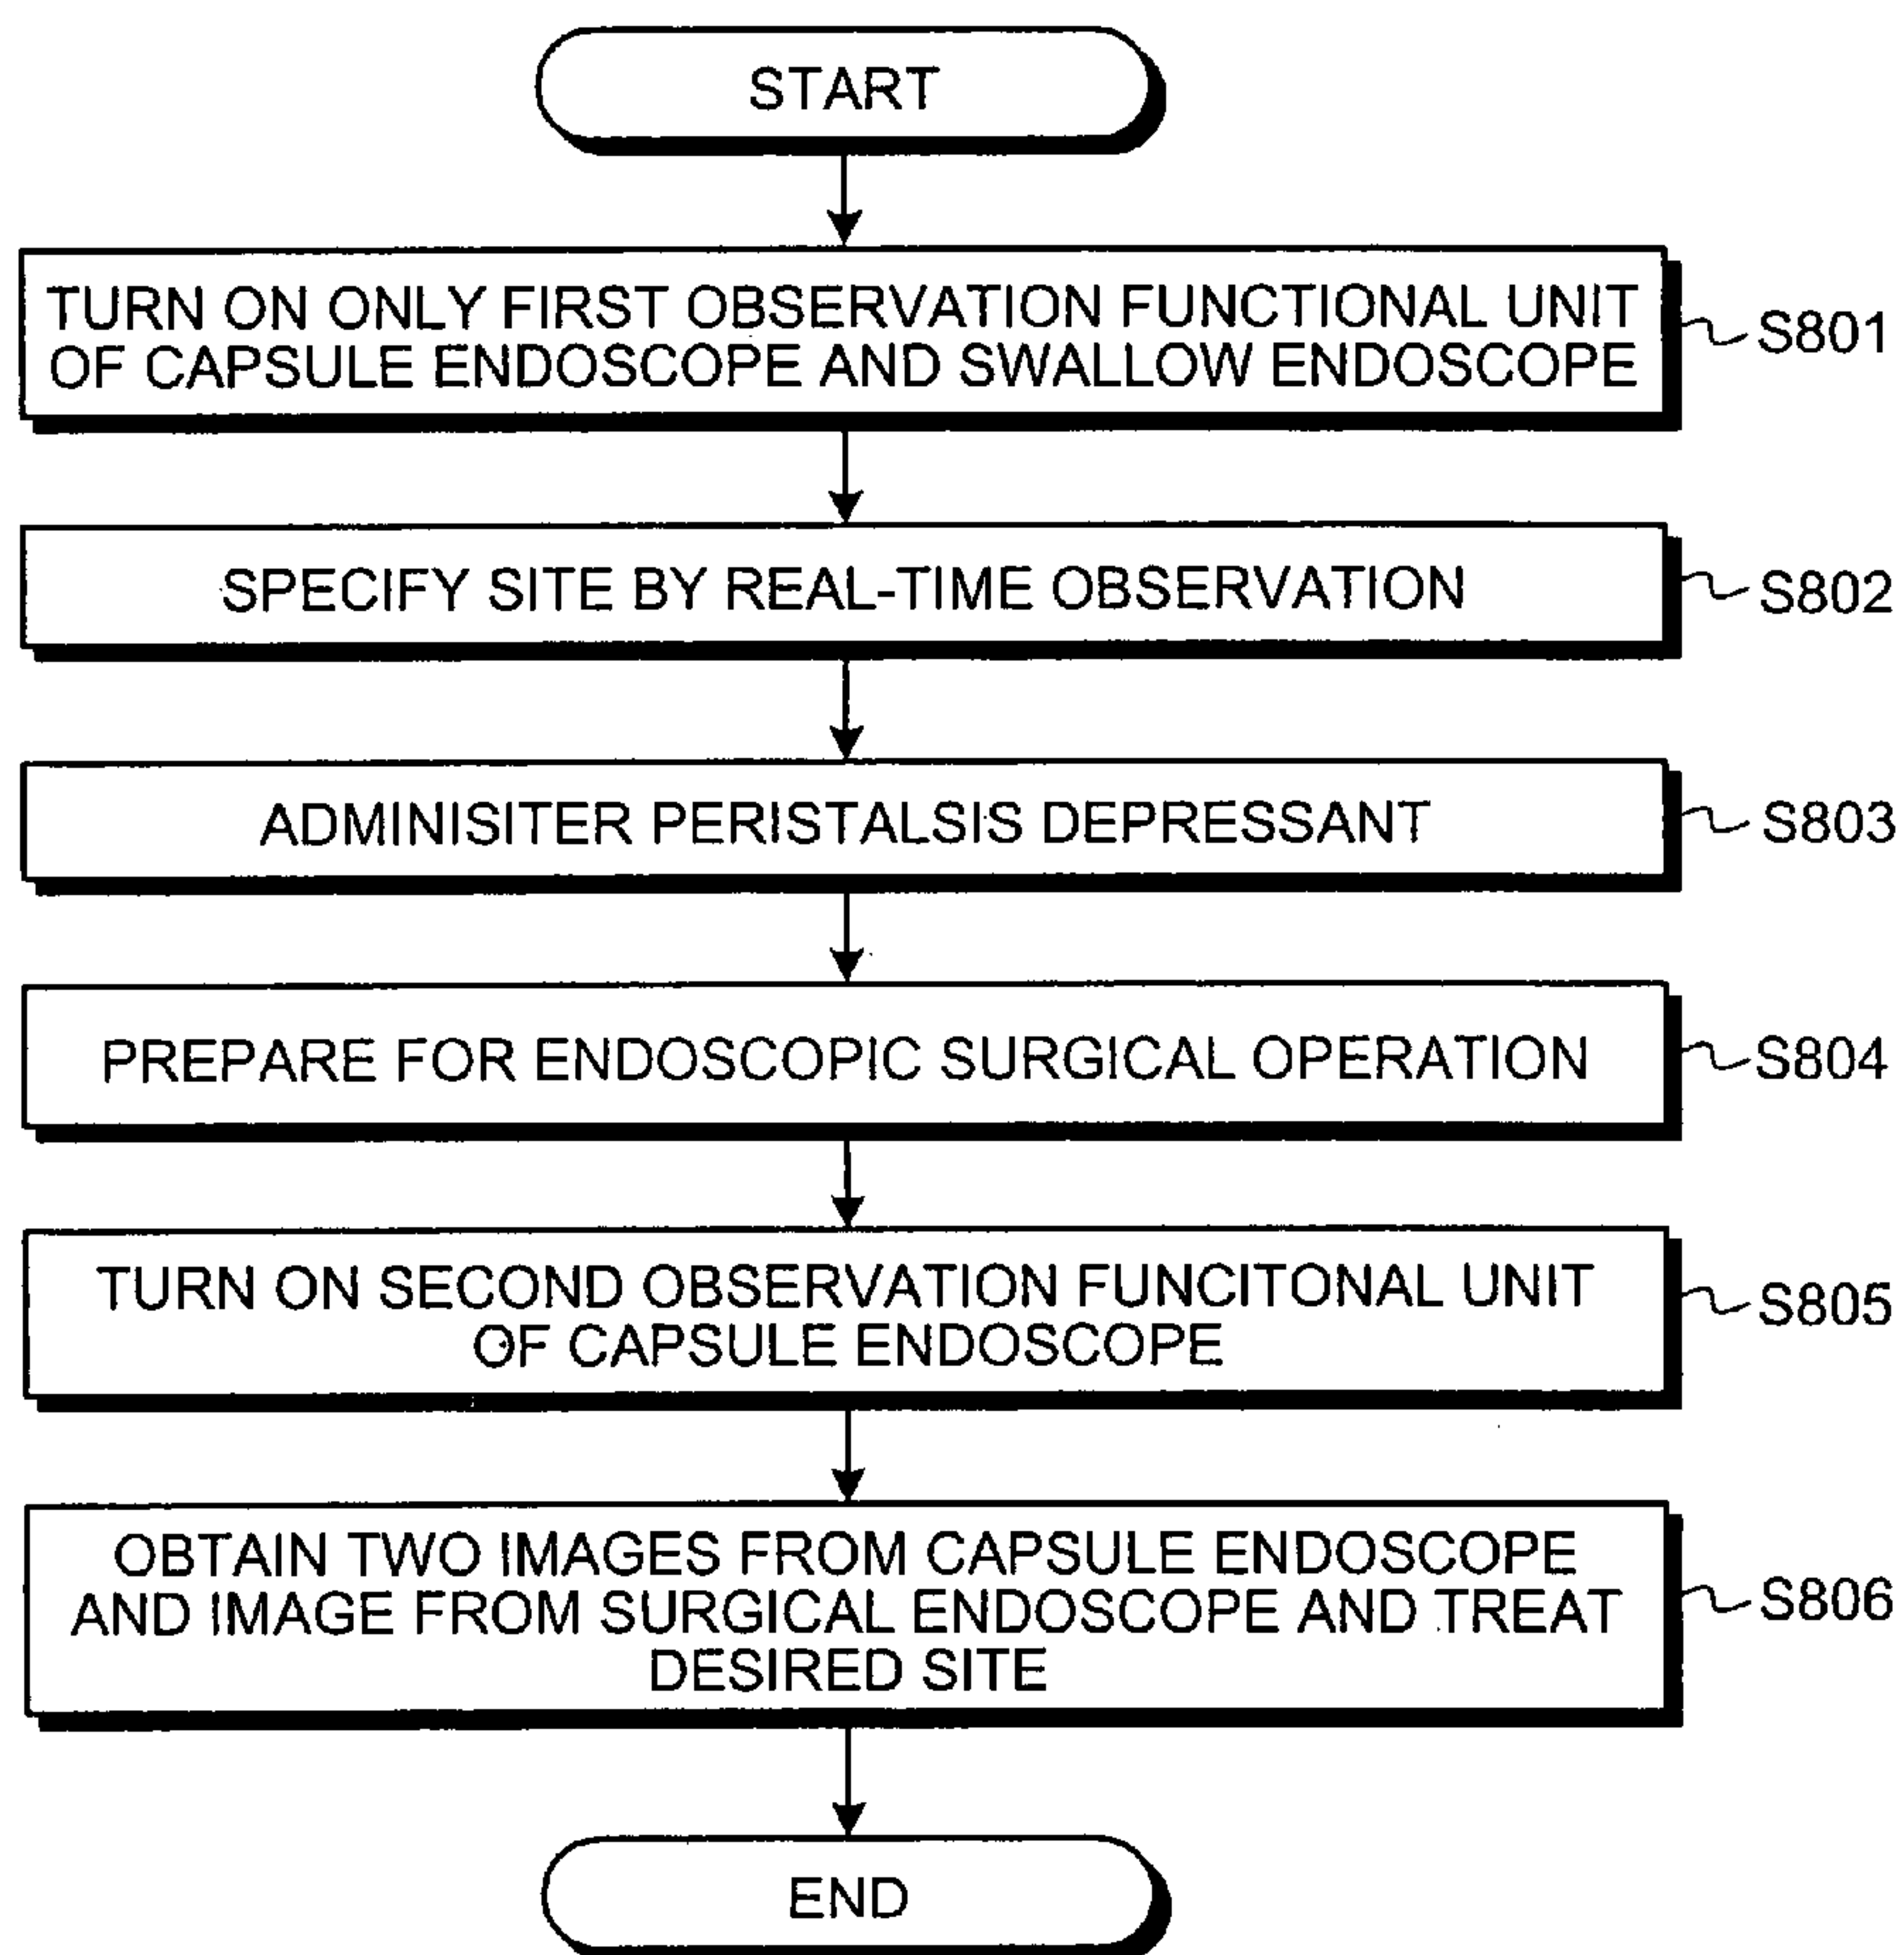 START
TURN ON ONLY FIRST OBSERVATION FUNCTIONAL UNIT
OF CAPSULE ENDOSCOPE AND SWALLOW ENDOSCOPE
S801
SPECIFY SITE BY REAL-TIME OBSERVATION
S802
ADMINISITER PERISTALSIS DEPRESSANT
S803
PREPARE FOR ENDOSCOPIC SURGICAL OPERATION
S804
TURN ON SECOND OBSERVATION FUNCITONAL UNIT
OF CAPSULE ENDOSCOPE
S805
OBTAIN TWO IMAGES FROM CAPSULE ENDOSCOPE
AND IMAGE FROM SURGICAL ENDOSCOPE AND TREAT
DESIRED SITE
S806
END